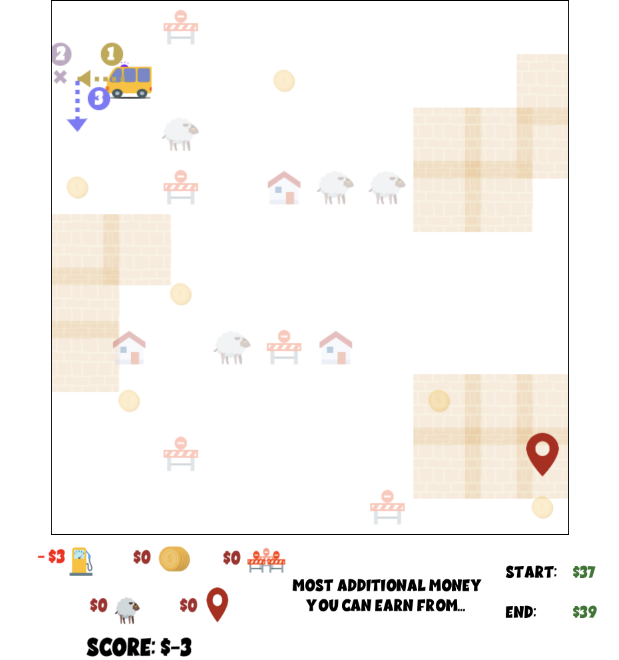 2
1
3
- $3
$0
$0
$0
$0
MOST ADDITIONAL MONEY
YOU CAN EARN FROM...
START: $37
END: $39
SCORE: $-3